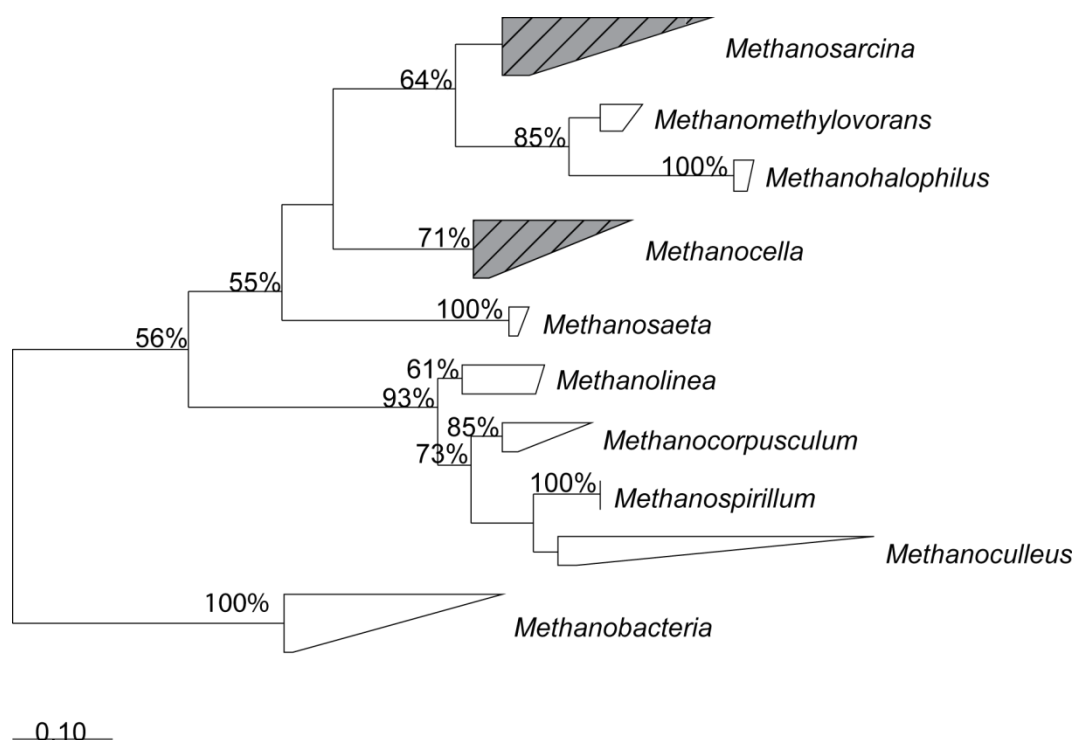 Methanosarcina
64%
Methanomethylovorans
85%
100%
Methanohalophilus
71%
Methanocella
55%
100%
Methanosaeta
56%
61%
Methanolinea
93%
85%
Methanocorpusculum
73%
100%
Methanospirillum
Methanoculleus
100%
Methanobacteria
0.10